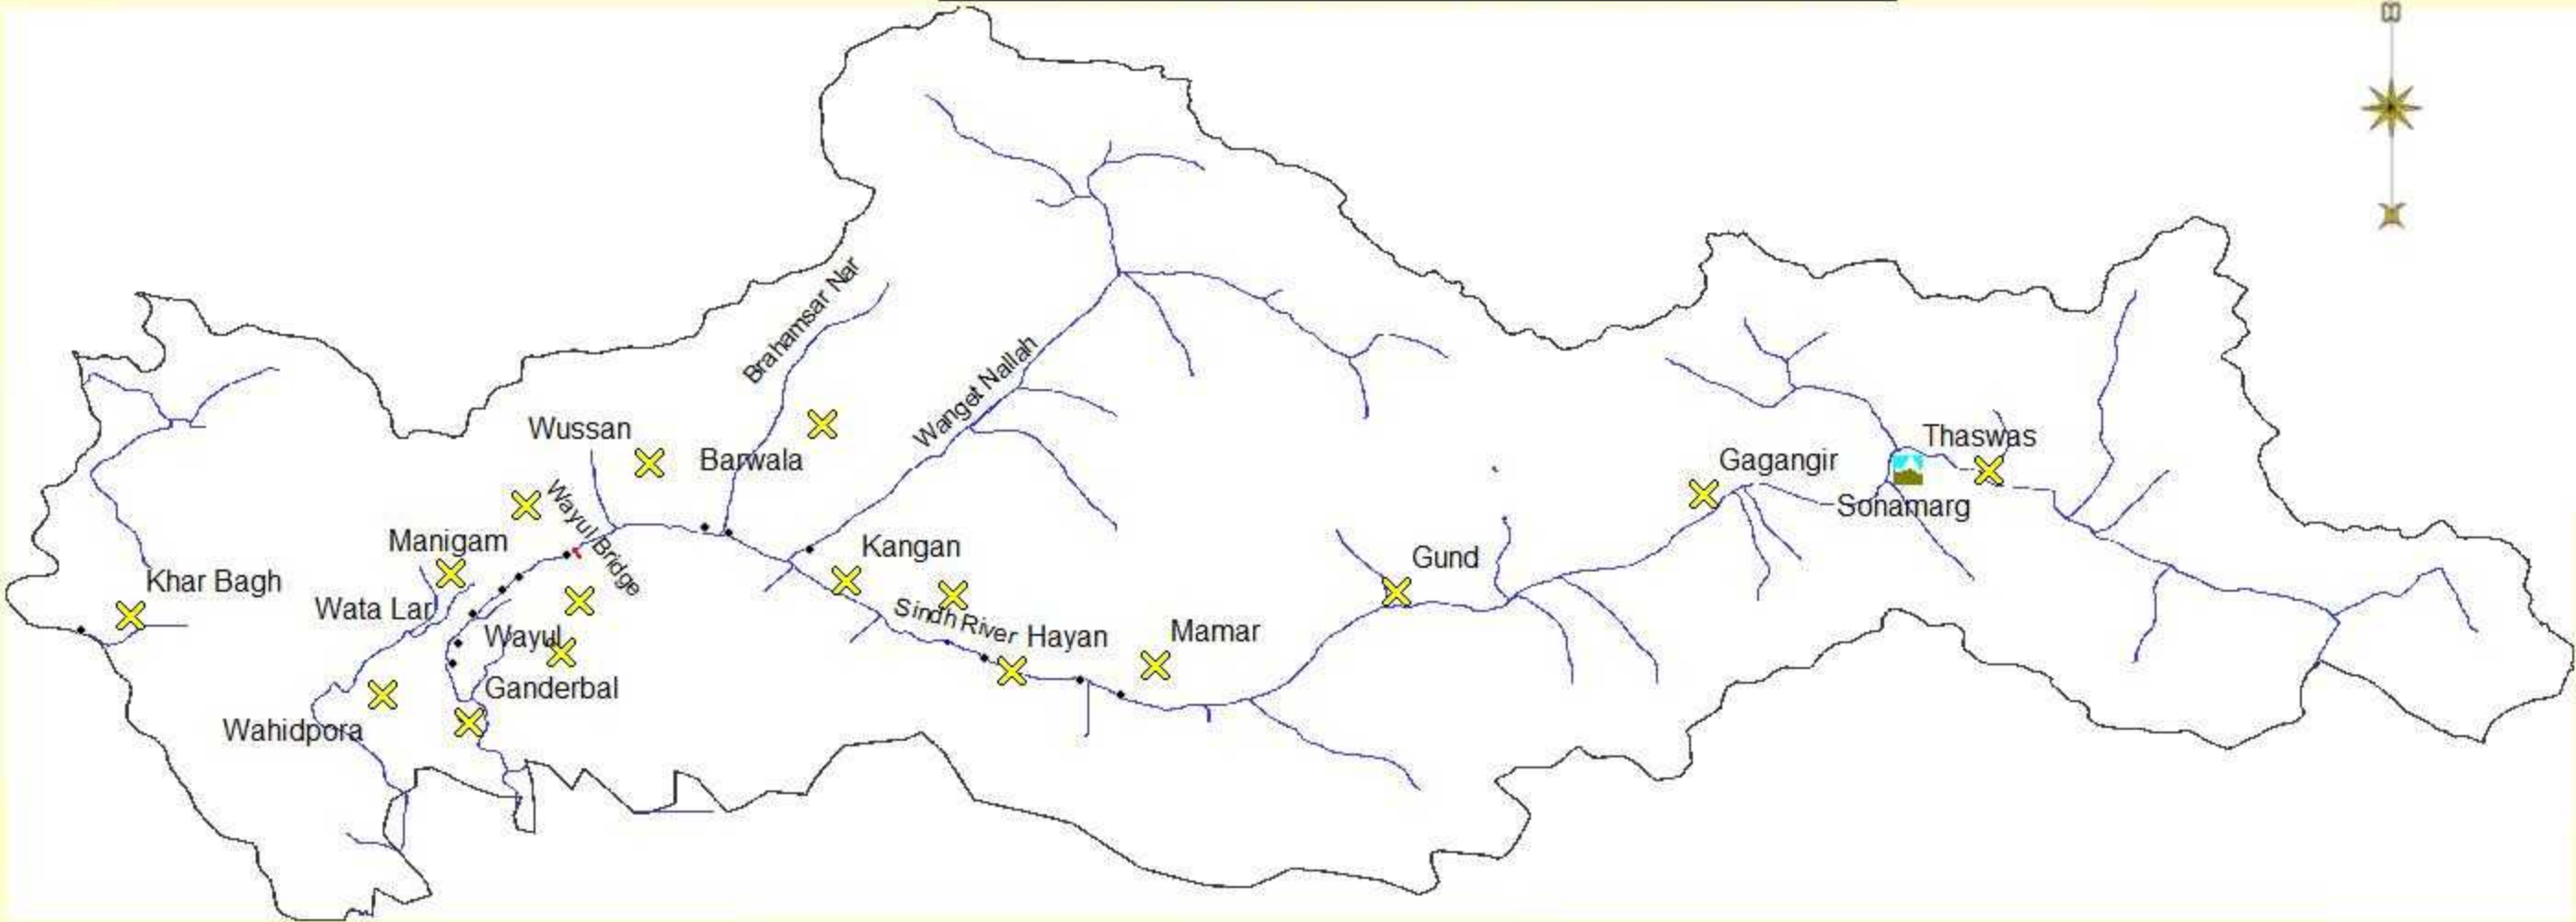 Brahamsar Nar
Wanget Nallah
Wussan
Barwala
Thaswas
Gagangir
Sonamarg
Wayul Bridge
Manigam
Kangan
Gund
Khar Bagh
Wata Lar
Sindh River
Hayan
Mamar
Wayul
Ganderbal
Wahidpora